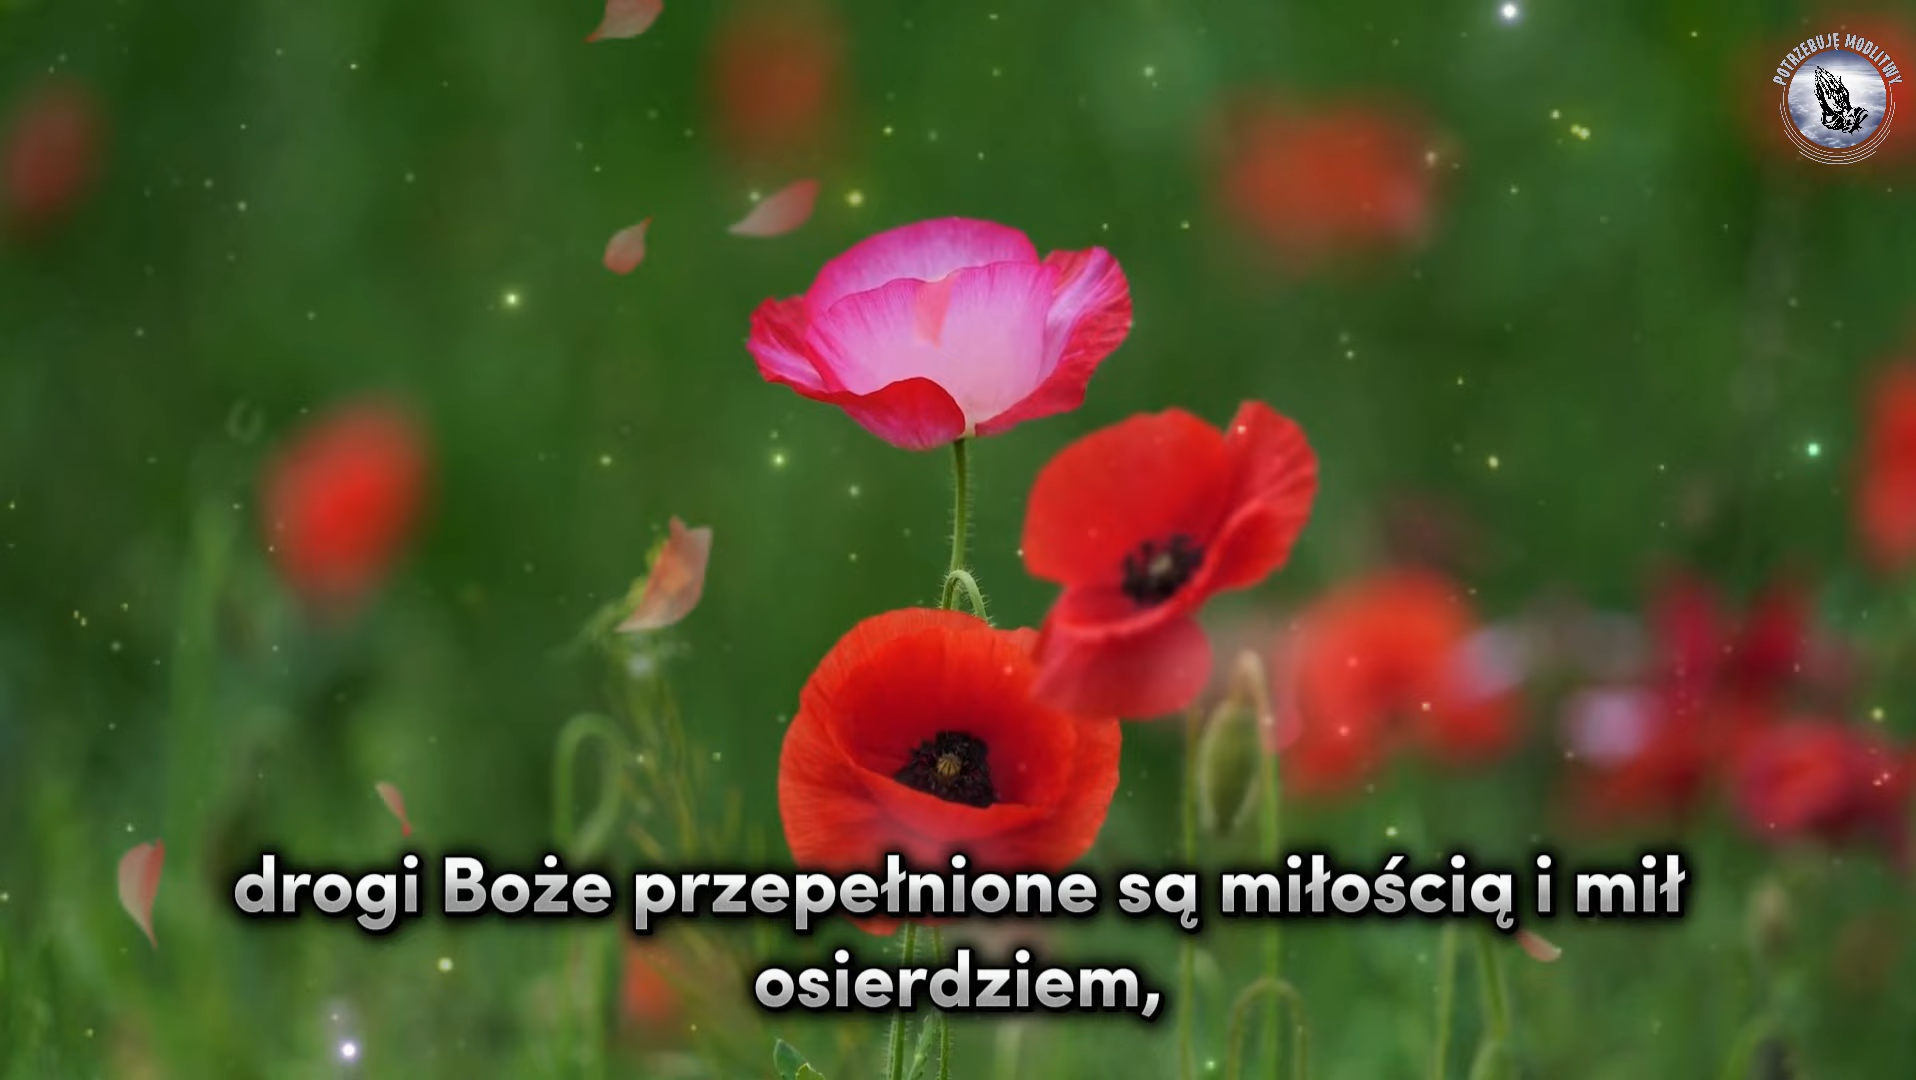 POTRZEBUJĘ MODLITWY
drogi Boże przepełnione są miłością i mił
osierdziem,